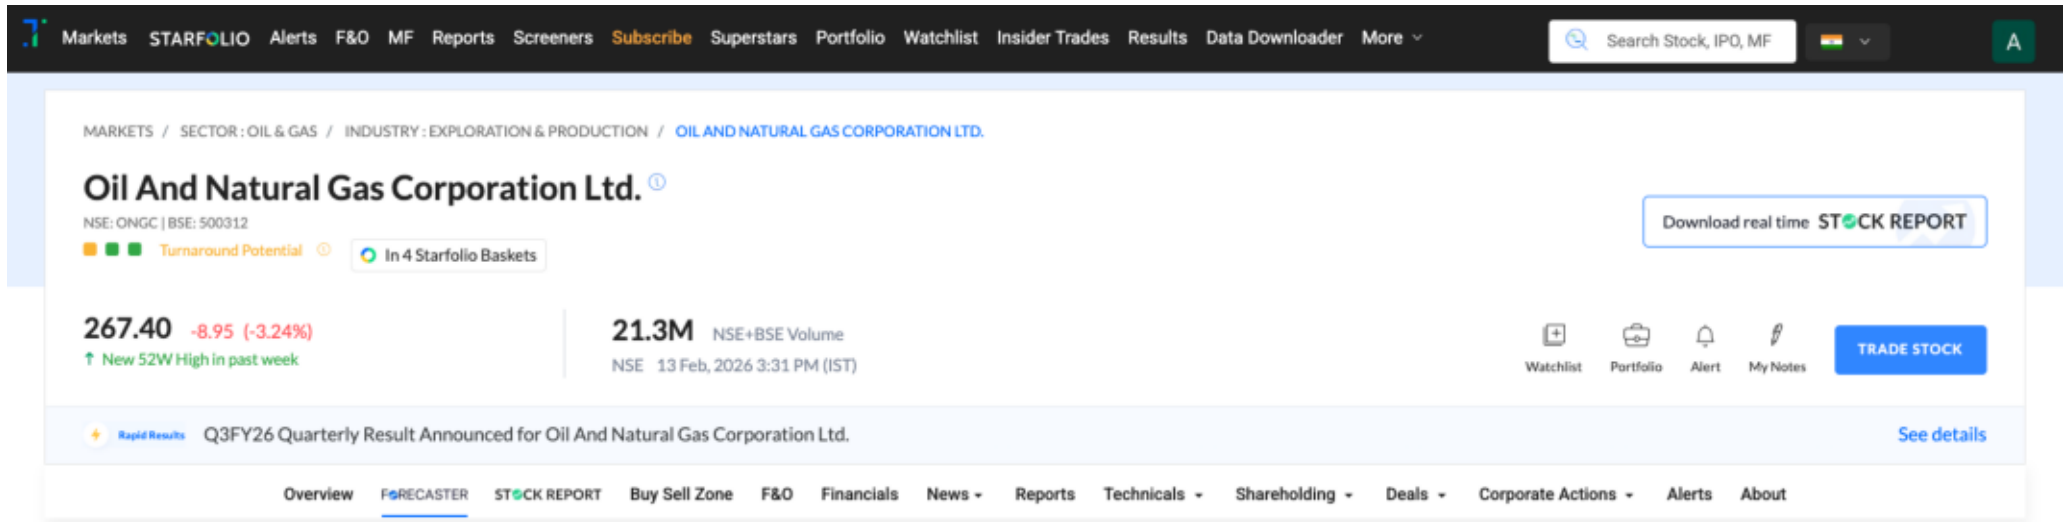 Markets STARFOLIO Alerts F&O MF Reports Screeners Subscribe Superstars Portfolio Watchlist Insider Trades Results Data Downloader More Search Stock, IPO, MF A
MARKETS / SECTOR : OIL & GAS / INDUSTRY : EXPLORATION & PRODUCTION / OIL AND NATURAL GAS CORPORATION LTD.
Oil And Natural Gas Corporation Ltd.
NSE: ONGC | BSE: 500312
Download real time STOCK REPORT
Turnaround Potential In 4 Starfolio Baskets
267.40 -8.95 (-3.24%) 21.3M NSE+BSE Volume
↑ New 52W High in past week NSE 13 Feb, 2026 3:31 PM (IST)
Watchlist Portfolio Alert My Notes TRADE STOCK
Rapid Results Q3FY26 Quarterly Result Announced for Oil And Natural Gas Corporation Ltd. See details
Overview FORECASTER STOCK REPORT Buy Sell Zone F&O Financials News Reports Technicals Shareholding Deals Corporate Actions Alerts About